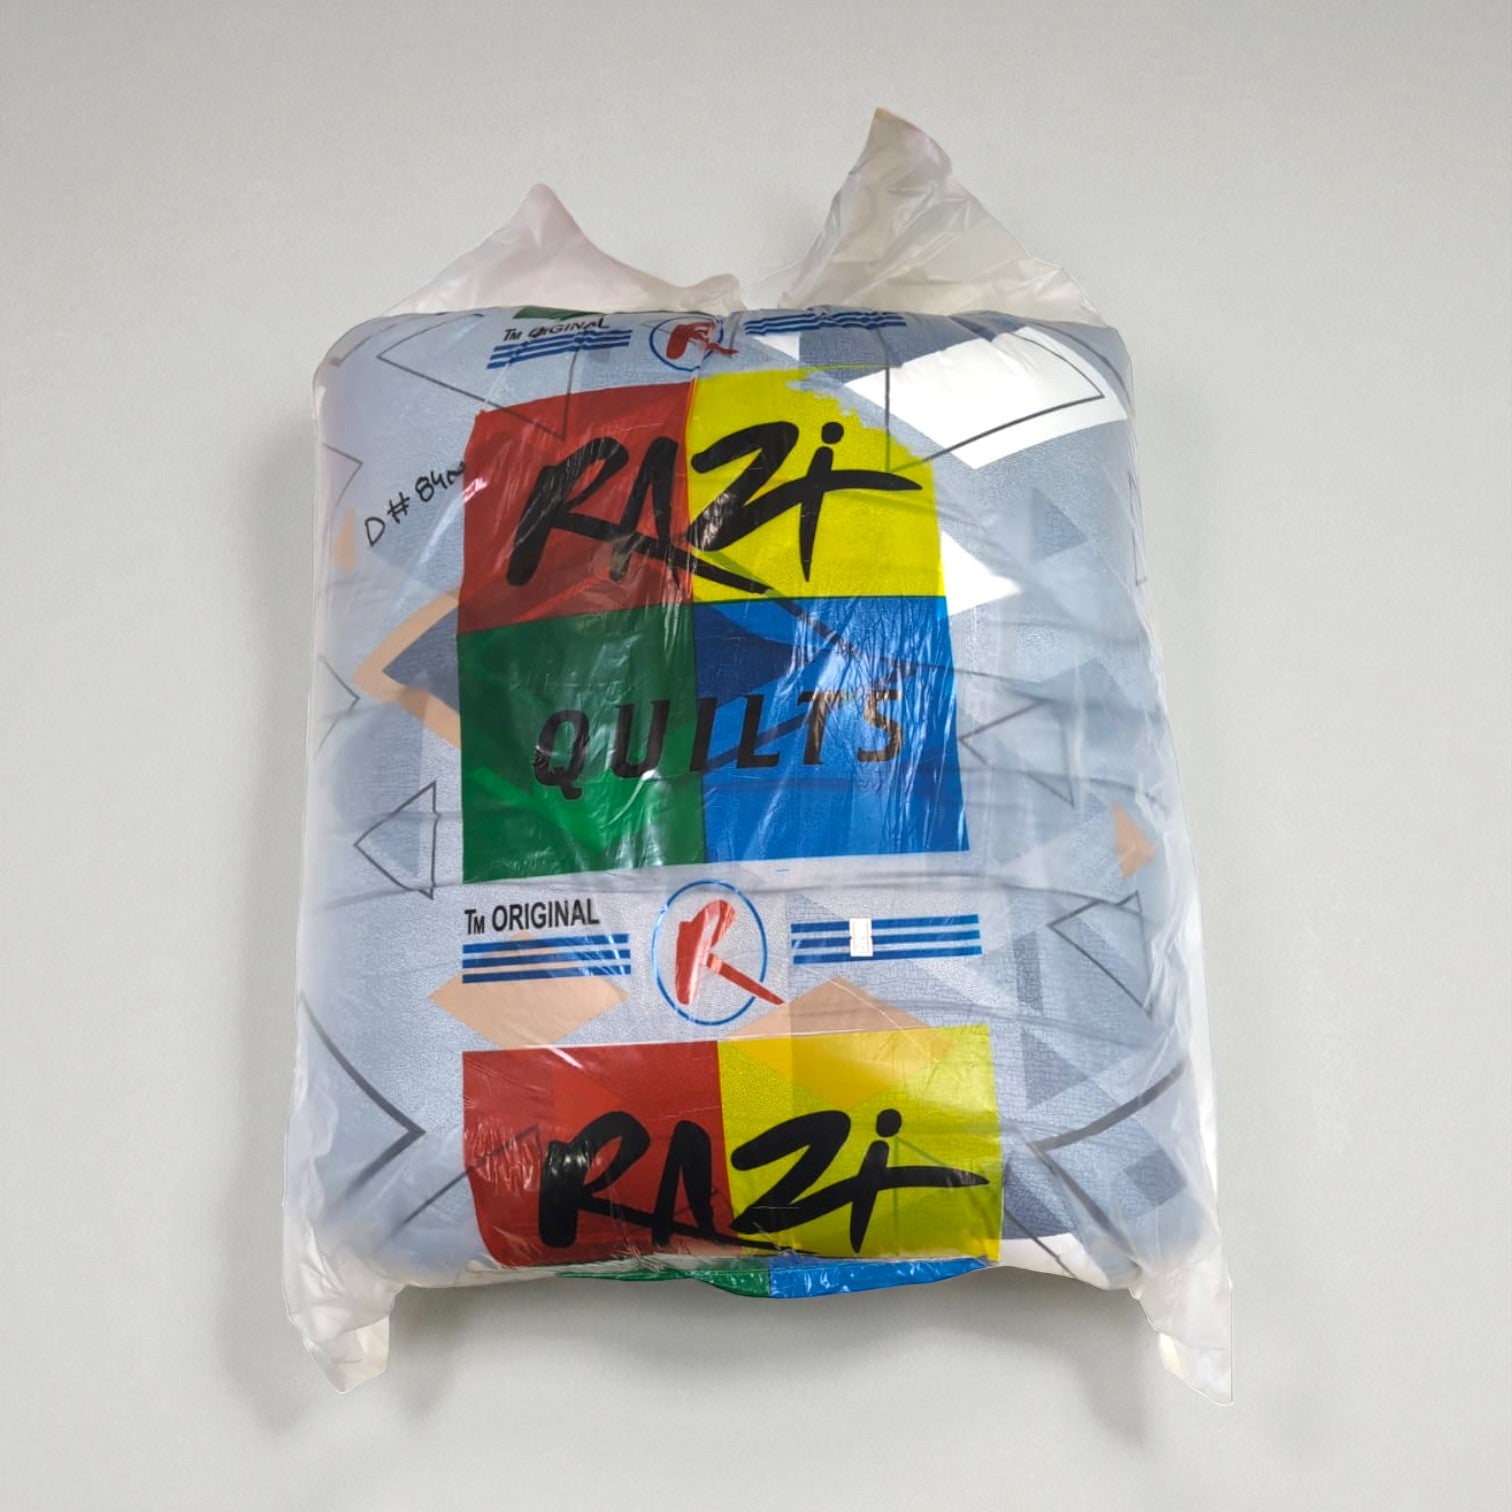 TM ORIGINAL
R
RAZi
D # 84
QUILTS
TM ORIGINAL
R
RAZi